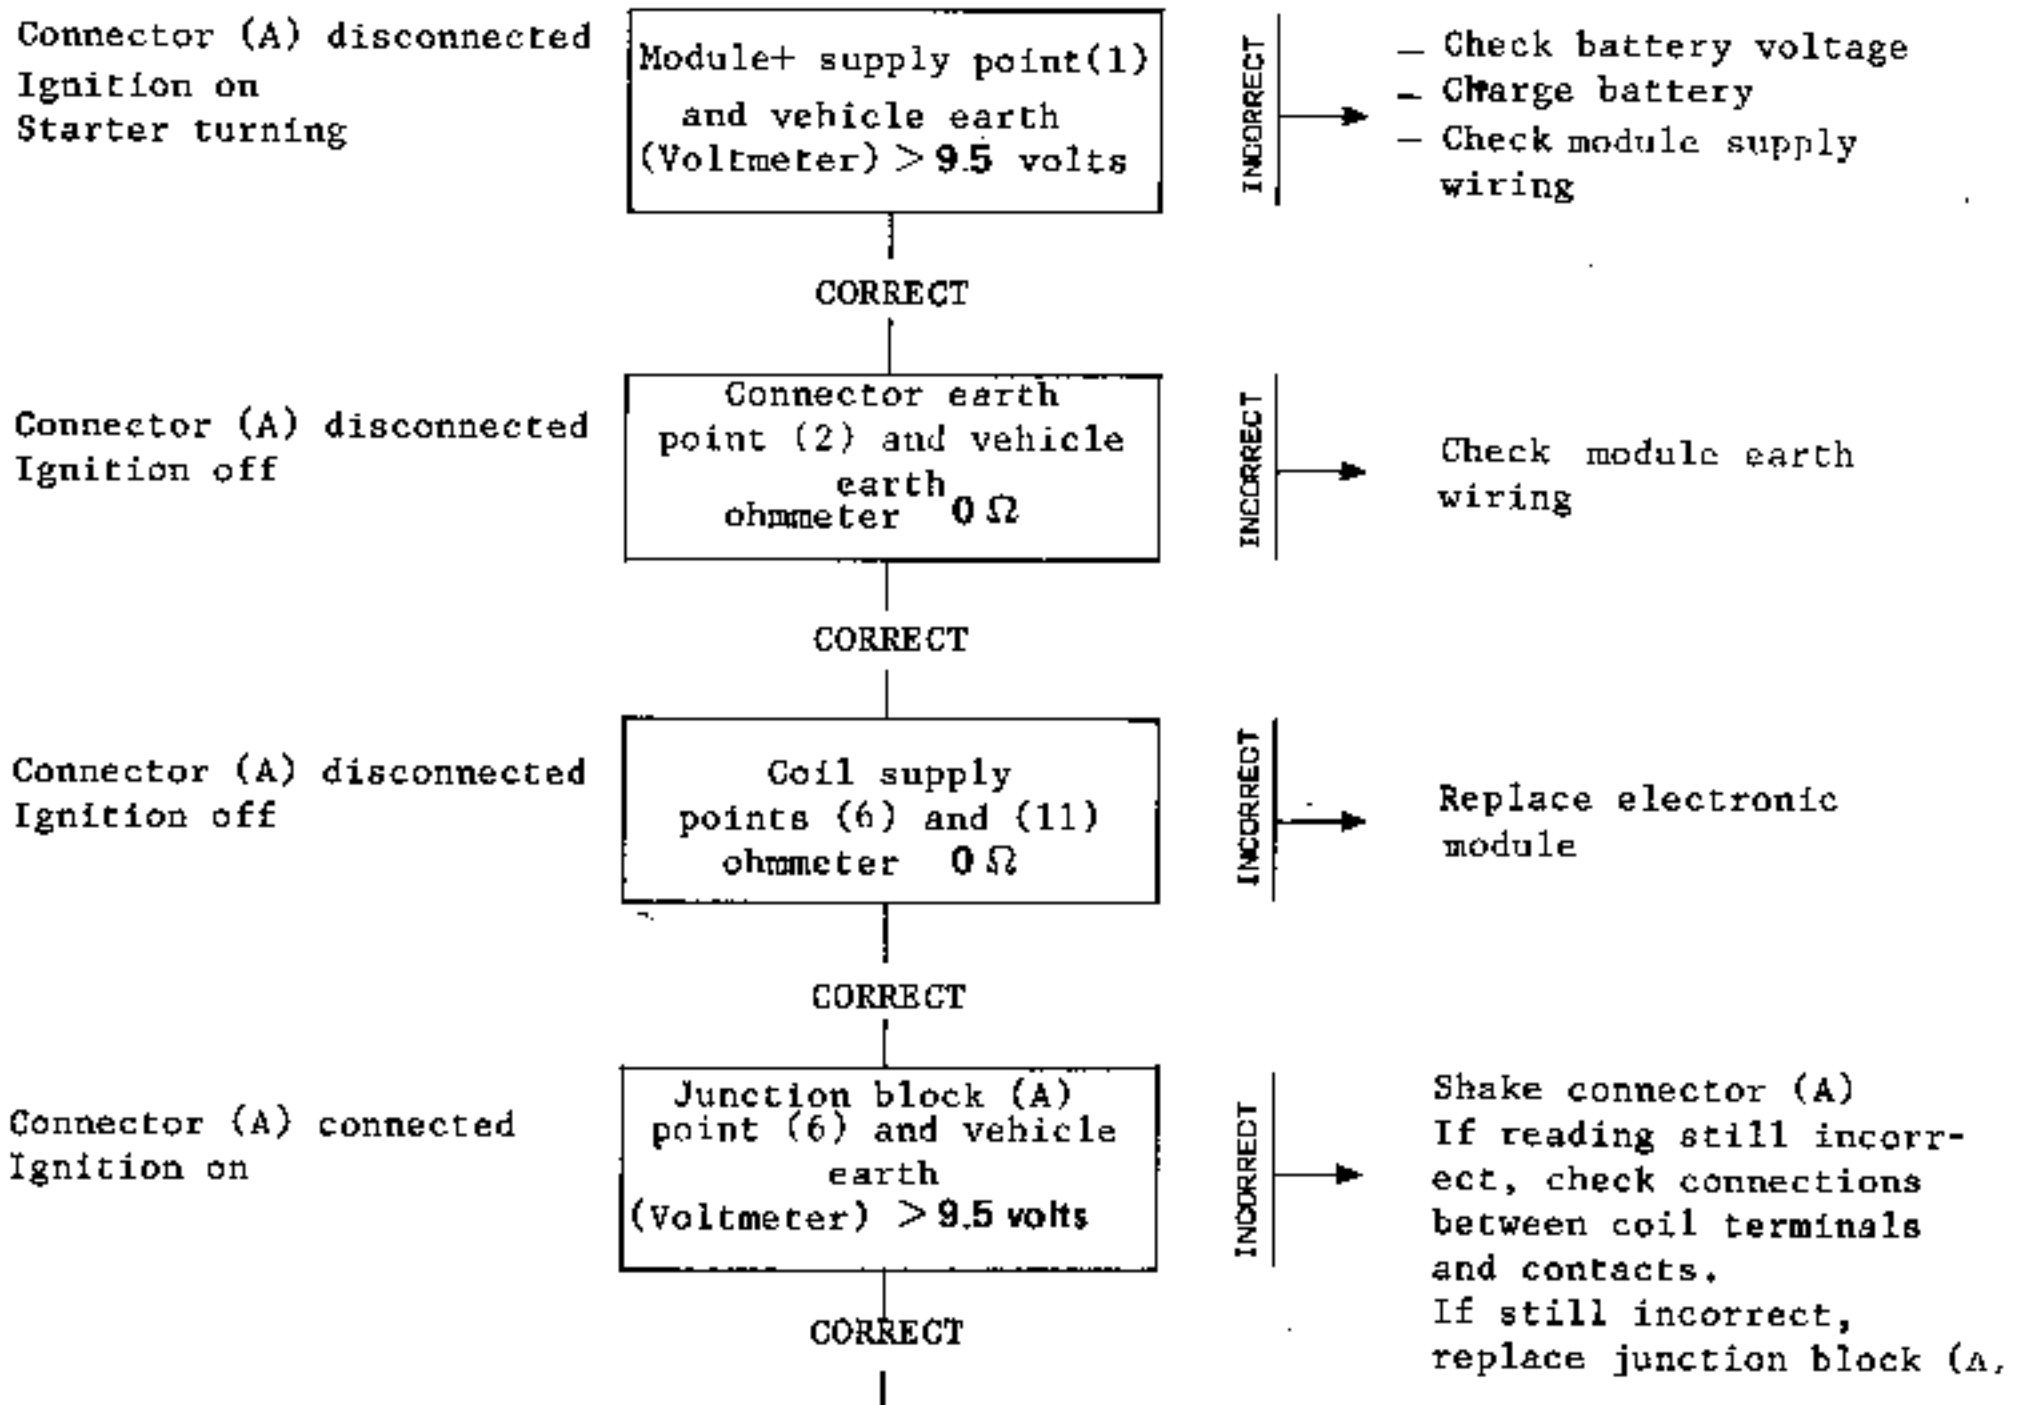 Connector (A) disconnected
Ignition on
Starter turning
Module+ supply point(1)
and vehicle earth
(Voltmeter) > 9.5 volts
INCORRECT
— Check battery voltage
— Charge battery
— Check module supply
wiring
CORRECT
Connector (A) disconnected
Ignition off
Connector earth
point (2) and vehicle
earth
ohmmeter 0 Ω
INCORRECT
Check module earth
wiring
CORRECT
Connector (A) disconnected
Ignition off
Coil supply
points (6) and (11)
ohmmeter 0 Ω
INCORRECT
Replace electronic
module
CORRECT
Connector (A) connected
Ignition on
Junction block (A)
point (6) and vehicle
earth
(Voltmeter) > 9.5 volts
INCORRECT
Shake connector (A)
If reading still incorr-
ect, check connections
between coil terminals
and contacts.
If still incorrect,
replace junction block (A,
CORRECT